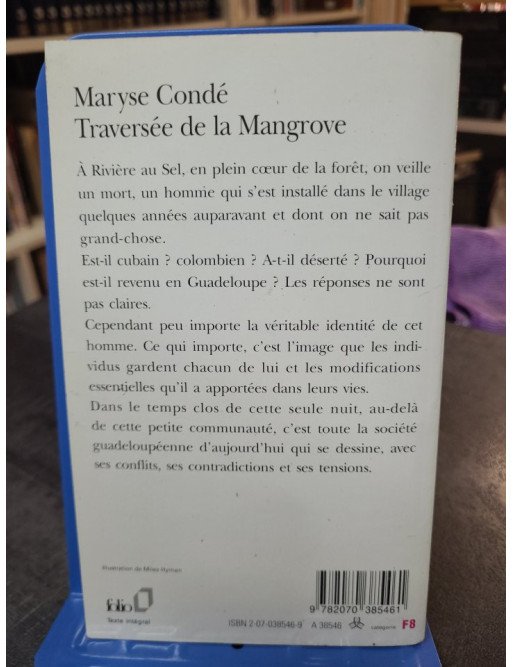 Maryse Condé
Traversée de la Mangrove
À Rivière au Sel, en plein cœur de la forêt, on veille
un mort, un homme qui s'est installé dans le village
quelques années auparavant et dont on ne sait pas
grand-chose.
Est-il cubain ? colombien ? A-t-il déserté ? Pourquoi
est-il revenu en Guadeloupe ? Les réponses ne sont
pas claires.
Cependant peu importe la véritable identité de cet
homme. Ce qui importe, c'est l'image que les indi-
vidus gardent chacun de lui et les modifications
essentielles qu'il a apportées dans leurs vies.
Dans le temps clos de cette seule nuit, au-delà
de cette petite communauté, c'est toute la société
guadeloupéenne d'aujourd'hui qui se dessine, avec
ses conflits, ses contradictions et ses tensions.
Illustration de Miles Hyman
folio
Texte intégral
9 782070 385461
ISBN 2-07-038546-9 A 38546 catégorie F8